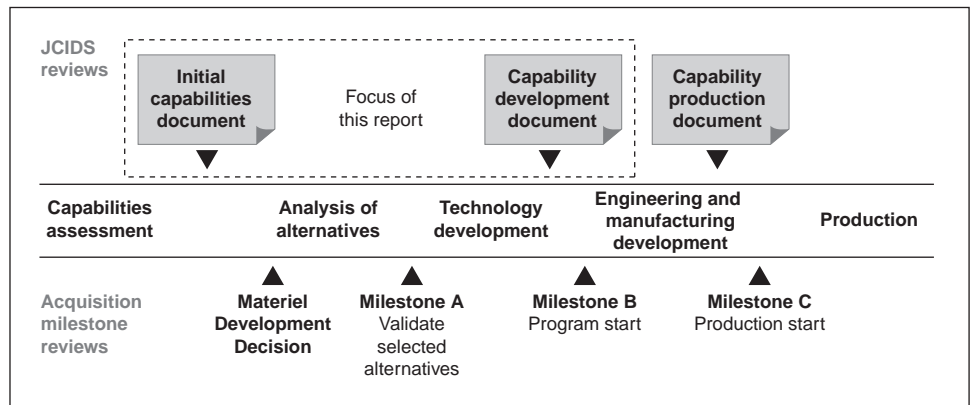 JCIDS
reviews
Initial
capabilities
document
Focus of
this report
Capability
development
document
Capability
production
document
Capabilities
assessment
Analysis of
alternatives
Technology
development
Engineering and
manufacturing
development
Production
Acquisition
milestone
reviews
Materiel
Development
Decision
Milestone A
Validate
selected
alternatives
Milestone B
Program start
Milestone C
Production start